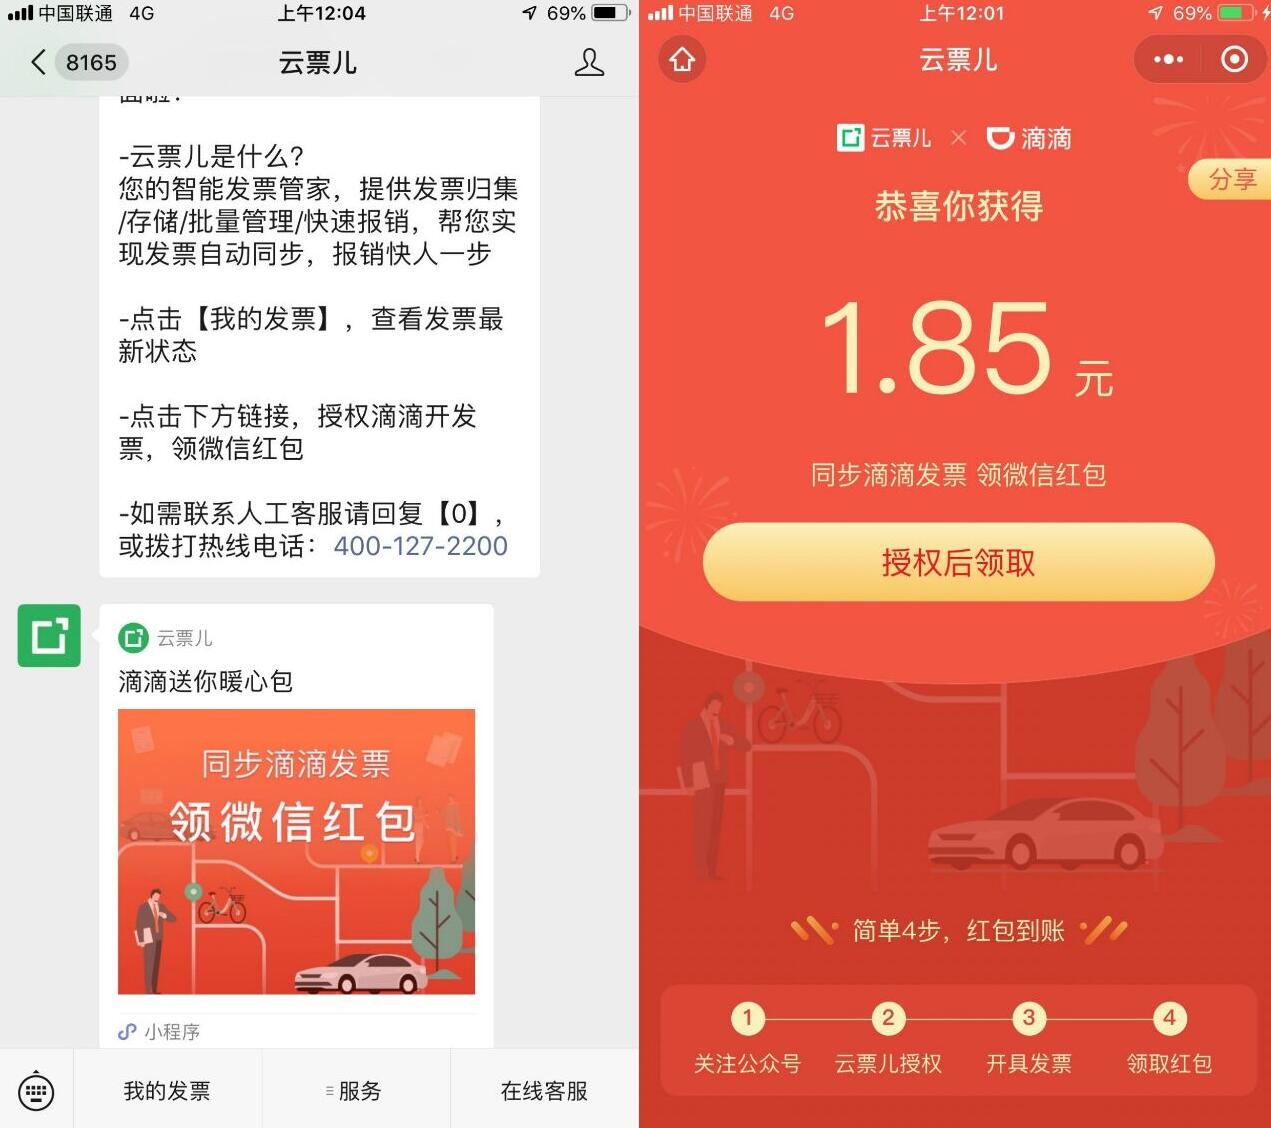 中国联通 4G 上午12:04 69%
8165 云票儿
-云票儿是什么?
您的智能发票管家，提供发票归集
/存储/批量管理/快速报销，帮您实
现发票自动同步，报销快人一步
-点击【我的发票】，查看发票最
新状态
-点击下方链接，授权滴滴开发
票，领微信红包
-如需联系人工客服请回复【0】，
或拨打热线电话：400-127-2200
云票儿
滴滴送你暖心包
同步滴滴发票
领微信红包
小程序
我的发票 服务 在线客服
中国联通 4G 上午12:01 69%
云票儿
云票儿 × 滴滴
分享
恭喜你获得
1.85 元
同步滴滴发票 领微信红包
授权后领取
简单4步，红包到账
1 2 3 4
关注公众号 云票儿授权 开具发票 领取红包